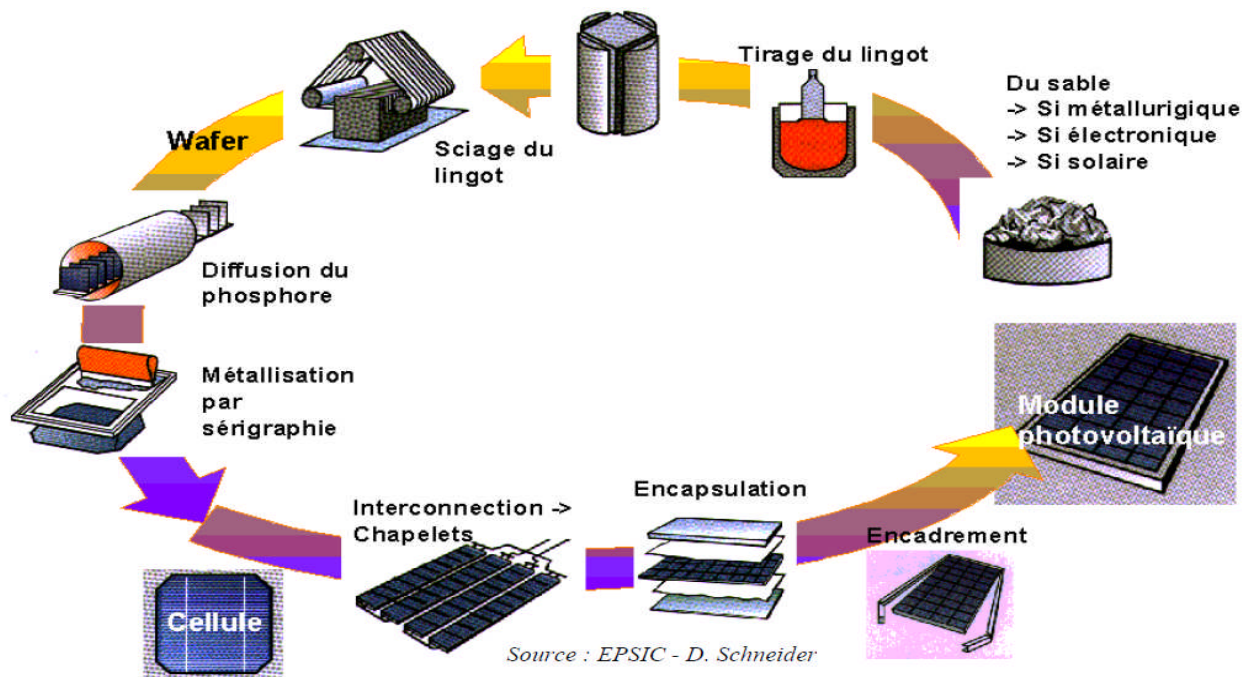 Tirage du lingot
Du sable
-> Si métallurigique
-> Si électronique
-> Si solaire
Sciage du
lingot
Wafer
Diffusion du
phosphore
Métallisation
par
sérigraphie
Cellule
Interconnection ->
Chapelets
Encapsulation
Encadrement
Module
photovoltaïque
Source : EPSIC - D. Schneider